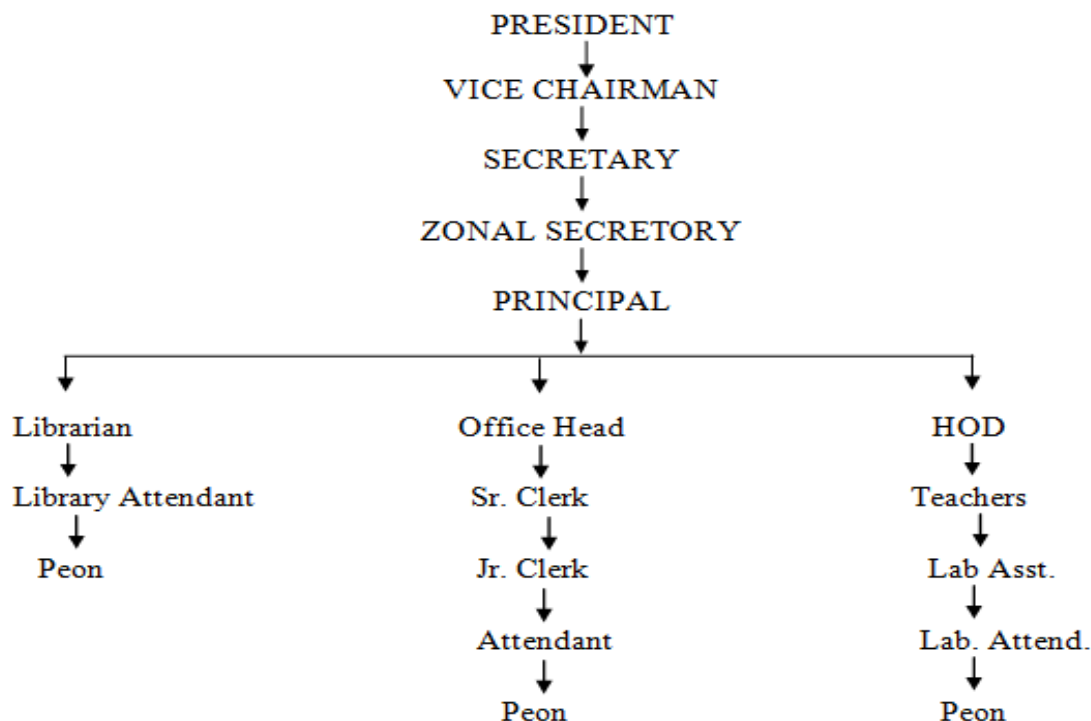 PRESIDENT
VICE CHAIRMAN
SECRETARY
ZONAL SECRETORY
PRINCIPAL
Librarian Office Head HOD
Library Attendant Sr. Clerk Teachers
Peon Jr. Clerk Lab Asst.
Attendant Lab. Attend.
Peon Peon